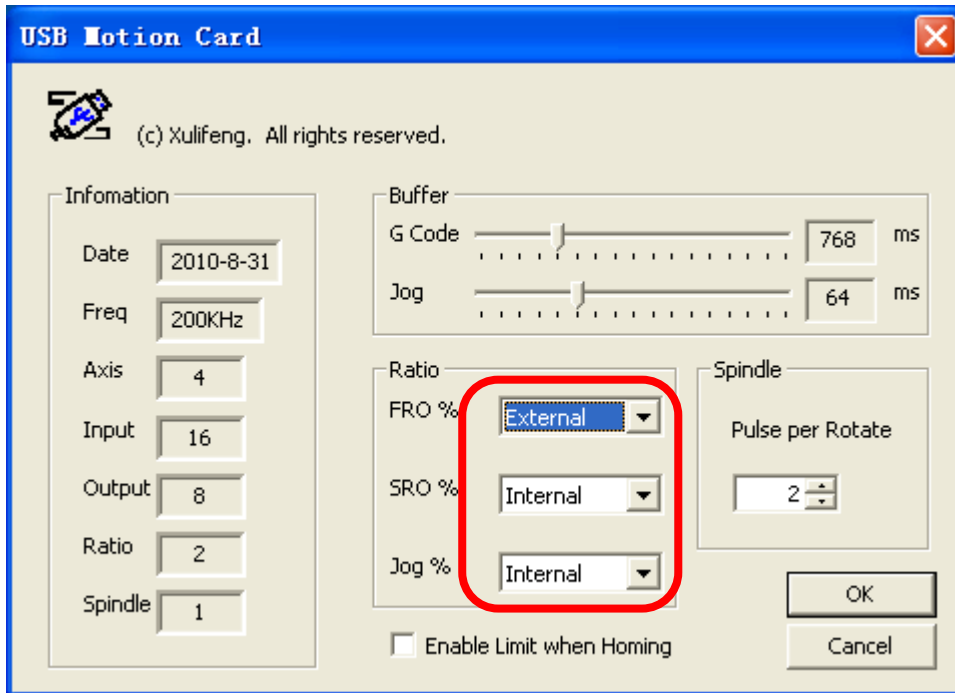 USB Motion Card
(c) Xulifeng. All rights reserved.
Infomation
Date 2010-8-31
Freq 200KHz
Axis 4
Input 16
Output 8
Ratio 2
Spindle 1
Buffer
G Code 768 ms
Jog 64 ms
Ratio
FRO % External
SRO % Internal
Jog % Internal
Spindle
Pulse per Rotate
2
Enable Limit when Homing
OK
Cancel